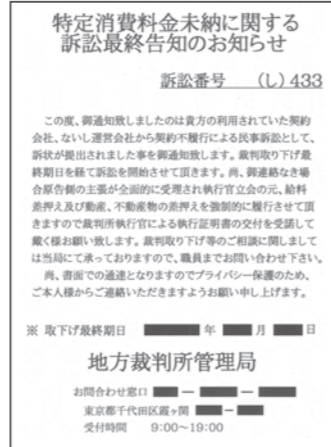 特定消費料金未納に関する
訴訟最終告知のお知らせ
訴訟番号 (し) 433
この度、御通知致しましたのは貴方の利用されていた契約
会社、ないし運営会社から契約不履行による民事訴訟として、
訴状が提出されました事を御通知致します。裁判取り下げ最
終期日を経て訴訟を開始させて頂きます。尚、御連絡なき場
合原告側の主張が全面的に受理され執行官立会の元、給料
差押え及び動産、不動産物の差押えを強制的に履行させて頂
きますので裁判所執行官による執行証明書の交付を受諾して
戴く様お願い致します。裁判取り下げ等のご相談に関しまして
は当局にて承っておりますので、職員までお問い合わせ下さい。
尚、書面での通達となりますのでプライバシー保護のため、
ご本人様からご連絡いただきますようお願い申し上げます。
※ 取下げ最終期日 年 月 日
地方裁判所管理局
お問合わせ窓口 ー ー
東京都千代田区霞ヶ関 ー
受付時間 9:00~19:00